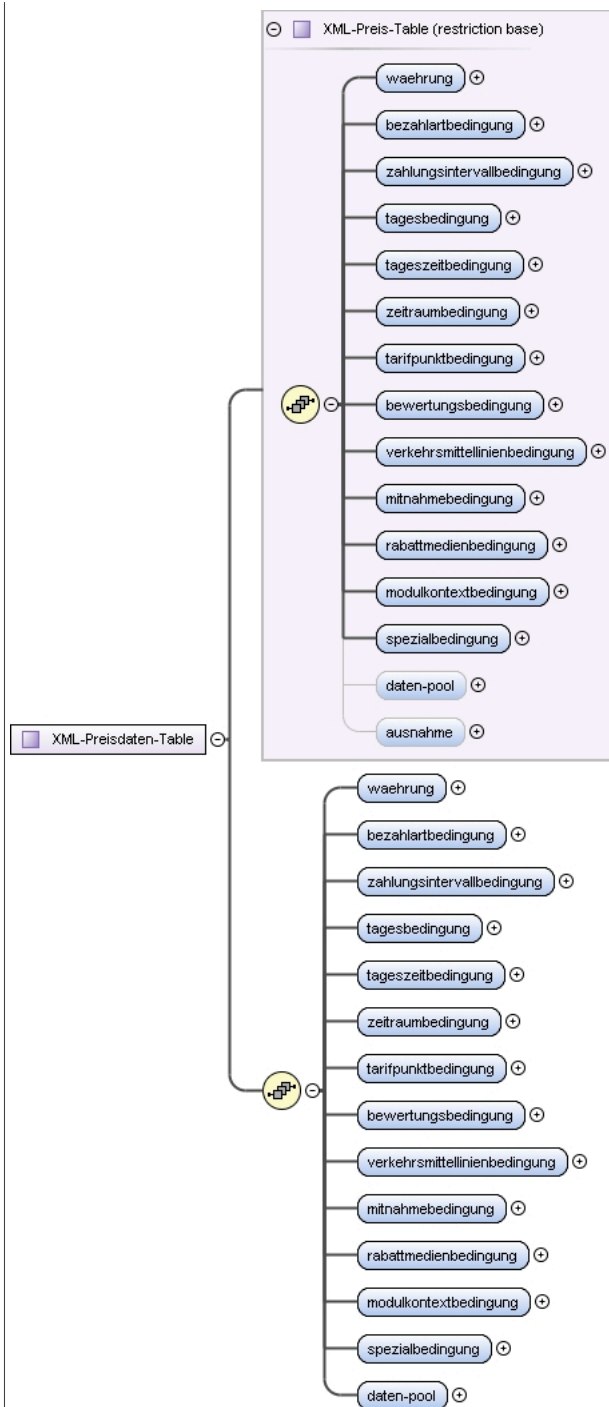 XML-Preis-Table (restriction base)
waehrung
bezahlartbedingung
zahlungsintervallbedingung
tagesbedingung
tageszeitbedingung
zeitraumbedingung
tarifpunktbedingung
bewertungsbedingung
verkehrsmittellinienbedingung
mitnahmebedingung
rabattmedienbedingung
modulkontextbedingung
spezialbedingung
daten-pool
ausnahme
XML-Preisdaten-Table
waehrung
bezahlartbedingung
zahlungsintervallbedingung
tagesbedingung
tageszeitbedingung
zeitraumbedingung
tarifpunktbedingung
bewertungsbedingung
verkehrsmittellinienbedingung
mitnahmebedingung
rabattmedienbedingung
modulkontextbedingung
spezialbedingung
daten-pool